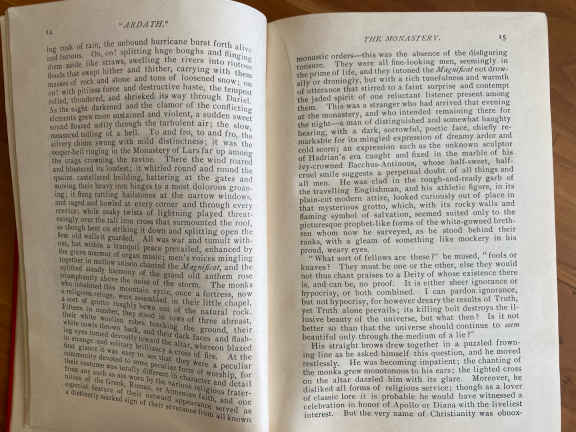 14
"ARDATH."
ing rush of rain, the unbound hurricane burst forth alive
and furious. On, on! splitting huge boughs and flinging
them aside like straws, swelling the rivers into riotous
floods that swept hither and thither, carrying with them
masses of rock and stone and tons of loosened snow; on,
on! with pitiless force and destructive haste, the tempest
rolled, thundered, and shrieked its way through Dariel.
As the night darkened and the clamor of the conflicting
elements grew more sustained and violent, a sudden sweet
sound floated softly through the turbulent air; the slow,
measured tolling of a bell. To and fro, to and fro, the
silvery chime swung with mild distinctness; it was the
vesper-bell ringing in the Monastery of Lars far up among
the crags crowning the ravine. There the wind roared
and blustered its loudest; it whirled round and round the
quaint castellated building, battering at the gates and
moving their heavy iron hinges to a most dolorous groan-
ing; it flung rattling hailstones at the narrow windows,
and raged and howled at every corner and through every
crevice; while snaky twists of lightning played threat-
eningly over the tall iron cross that surmounted the roof,
as though bent on striking it down and splitting open the
firm old walls it guarded. All was war and tumult with-
out, but within a tranquil peace prevailed, enhanced by
the grave murmur of organ music; men's voices mingling
together in mellow unison chanted the Magnificat, and the
uplifted steady harmony of the grand old anthem rose
triumphantly above the noise of the storm. The monks
who inhabited this mountain eyrie, once a fortress, now
a religious refuge, were assembled in their little chapel,
a sort of grotto roughly hewn out of the natural rock.
Fifteen in number, they stood in rows of three abreast,
their white woolen robes touching the ground, their
white cowls thrown back, and their dark faces and flash-
ing eyes turned devoutly toward the altar, whereon blazed
in strange and solitary brilliancy a cross of fire. At the
first glance it was easy to see that they were a peculiar
community devoted to some peculiar form of worship, for
their costume was totally different in character and detail
from any such as are worn by the various religious frater-
nities of the Greek, Roman, or Armenian faith, and one
especial feature of their outward appearance served as
a distinctly marked sign of their severance from all known
THE MONASTERY.
15
monastic orders—this was the absence of the disfiguring
tonsure. They were all fine-looking men, seemingly in
the prime of life, and they intoned the Magnificat not drow-
sily or droningly, but with a rich tunefulness and warmth
of utterance that stirred to a faint surprise and contempt
the jaded spirit of one reluctant listener present among
them. This was a stranger who had arrived that evening
at the monastery, and who intended remaining there for
the night—a man of distinguished and somewhat haughty
bearing, with a dark, sorrowful, poetic face, chiefly re-
markable for its mingled expression of dreamy ardor and
cold scorn; an expression such as the unknown sculptor
of Hadrian's era caught and fixed in the marble of his
ivy-crowned Bacchus-Antinous, whose half-sweet, half-
cruel smile suggests a perpetual doubt of all things and
all men. He was clad in the rough-and-ready garb of
the travelling Englishman, and his athletic figure, in its
plain-cut modern attire, looked curiously out of place in
that mysterious grotto, which, with its rocky walls and
flaming symbol of salvation, seemed suited only to the
picturesque prophet-like forms of the white-gowned breth-
ren whom now he surveyed, as he stood behind their
ranks, with a gleam of something like mockery in his
proud, weary eyes.
"What sort of fellows are these?" he mused, "fools or
knaves? They must be one or the other, else they would
not thus chant praises to a Deity of whose existence there
is, and can be, no proof. It is either sheer ignorance or
hypocrisy, or both combined. I can pardon ignorance,
but not hypocrisy, for however dreary the results of Truth,
yet Truth alone prevails; its killing bolt destroys the il-
lusive beauty of the universe, but what then? Is it not
better so than that the universe should continue to seem
beautiful only through the medium of a lie?"
His straight brows drew together in a puzzled frown-
ing line as he asked himself this question, and he moved
restlessly. He was becoming impatient; the chanting of
the monks grew monotonous to his ears; the lighted cross
on the altar dazzled him with its glare. Moreover, he
disliked all forms of religious service; though as a lover
of classic lore it is probable he would have witnessed a
celebration in honor of Apollo or Diana with the liveliest
interest. But the very name of Christianity was obnox-